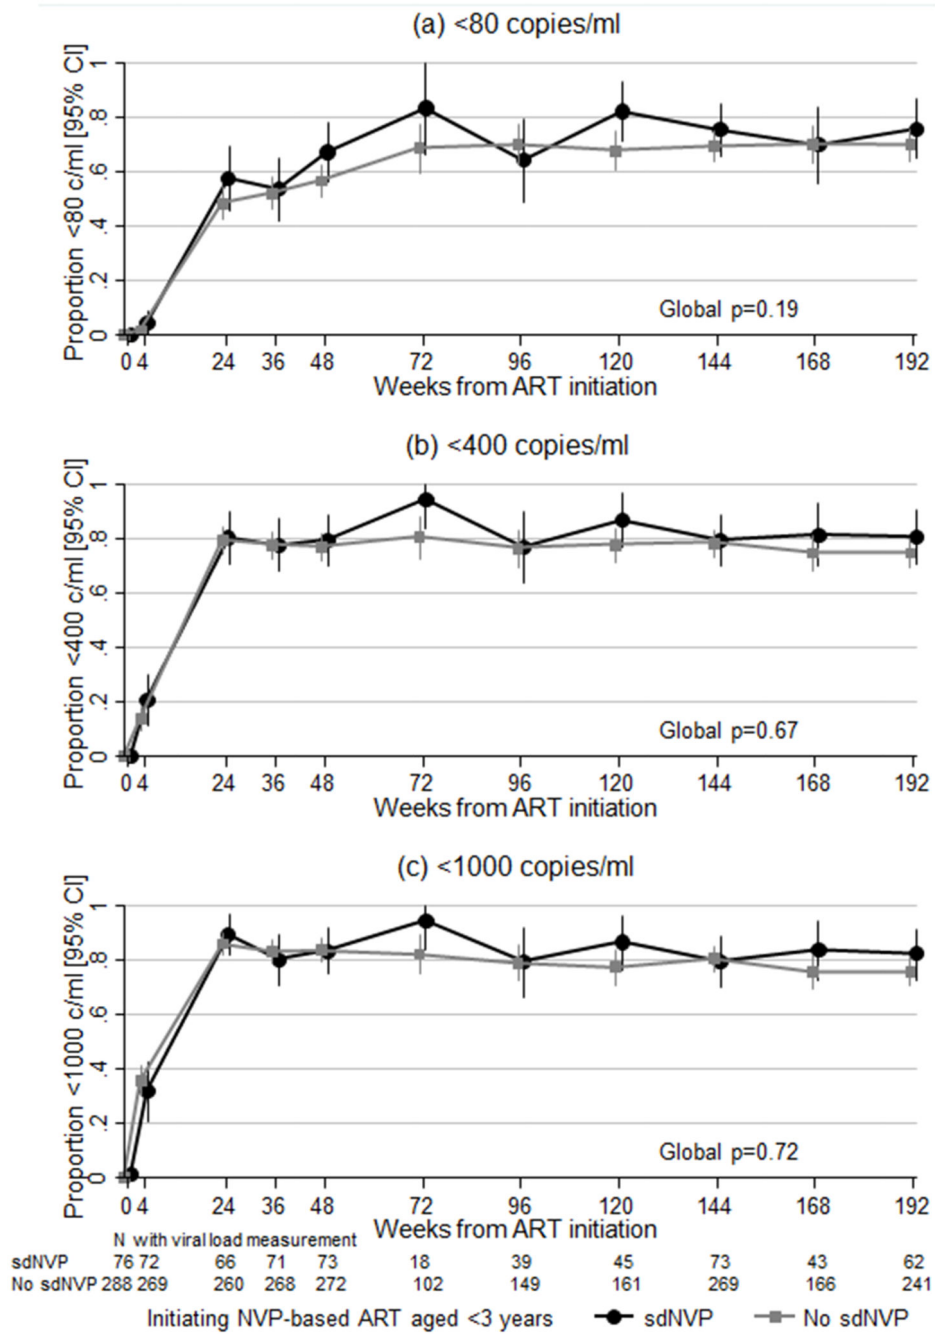 (a) <80 copies/ml
Proportion <80 c/ml [95% CI]
1
.8
.6
.4
.2
0
Global p=0.19
0 4 24 36 48 72 96 120 144 168 192
Weeks from ART initiation
(b) <400 copies/ml
Proportion <400 c/ml [95% CI]
1
.8
.6
.4
.2
0
Global p=0.67
0 4 24 36 48 72 96 120 144 168 192
Weeks from ART initiation
(c) <1000 copies/ml
Proportion <1000 c/ml [95% CI]
1
.8
.6
.4
.2
0
Global p=0.72
0 4 24 36 48 72 96 120 144 168 192
Weeks from ART initiation
N with viral load measurement
sdNVP 76 72 66 71 73 18 39 45 73 43 62
No sdNVP 288 269 260 268 272 102 149 161 269 166 241
Initiating NVP-based ART aged <3 years sdNVP No sdNVP